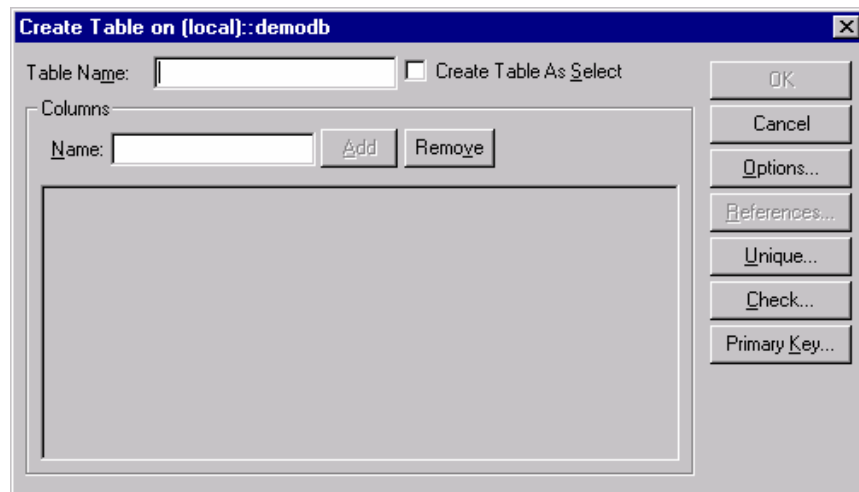 Create Table on (local)::demodb
Table Name:
Create Table As Select
OK
Columns
Cancel
Name:
Add
Remove
Options...
References...
Unique...
Check...
Primary Key...